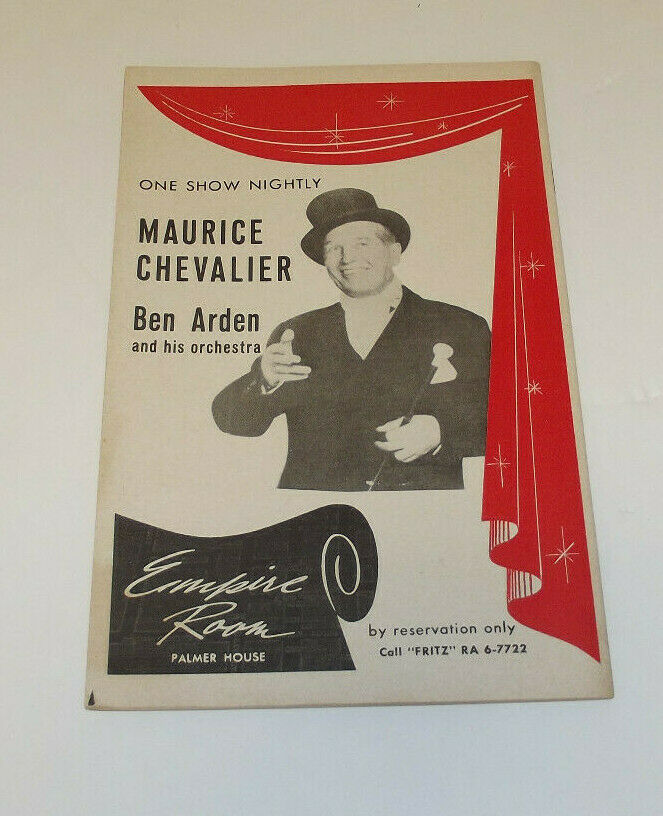 ONE SHOW NIGHTLY
MAURICE
CHEVALIER
Ben Arden
and his orchestra
Empire
Room
PALMER HOUSE
by reservation only
Call "FRITZ" RA 6-7722